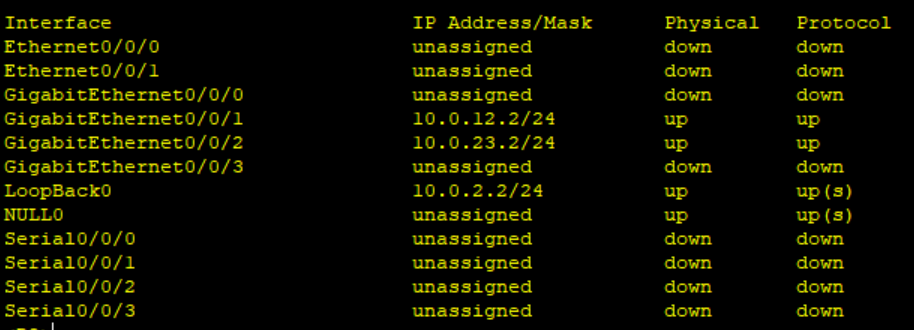 Interface IP Address/Mask Physical Protocol
Ethernet0/0/0 unassigned down down
Ethernet0/0/1 unassigned down down
GigabitEthernet0/0/0 unassigned down down
GigabitEthernet0/0/1 10.0.12.2/24 up up
GigabitEthernet0/0/2 10.0.23.2/24 up up
GigabitEthernet0/0/3 unassigned down down
LoopBack0 10.0.2.2/24 up up(s)
NULL0 unassigned up up(s)
Serial0/0/0 unassigned down down
Serial0/0/1 unassigned down down
Serial0/0/2 unassigned down down
Serial0/0/3 unassigned down down